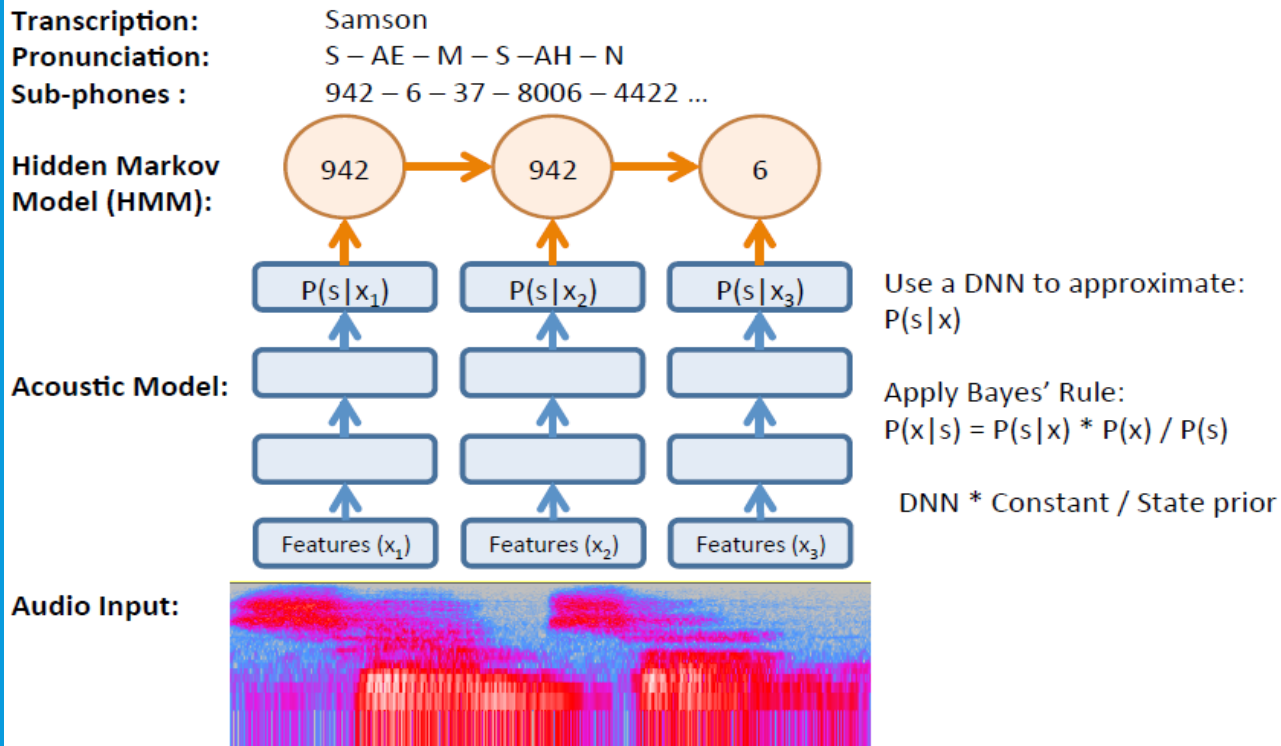 Transcription: Samson
Pronunciation: S – AE – M – S –AH – N
Sub-phones : 942 – 6 – 37 – 8006 – 4422 ...
Hidden Markov
Model (HMM):
942 942 6
P(s|x₁) P(s|x₂) P(s|x₃)
Use a DNN to approximate:
P(s|x)
Acoustic Model:
Apply Bayes’ Rule:
P(x|s) = P(s|x) * P(x) / P(s)
DNN * Constant / State prior
Features (x₁) Features (x₂) Features (x₃)
Audio Input: